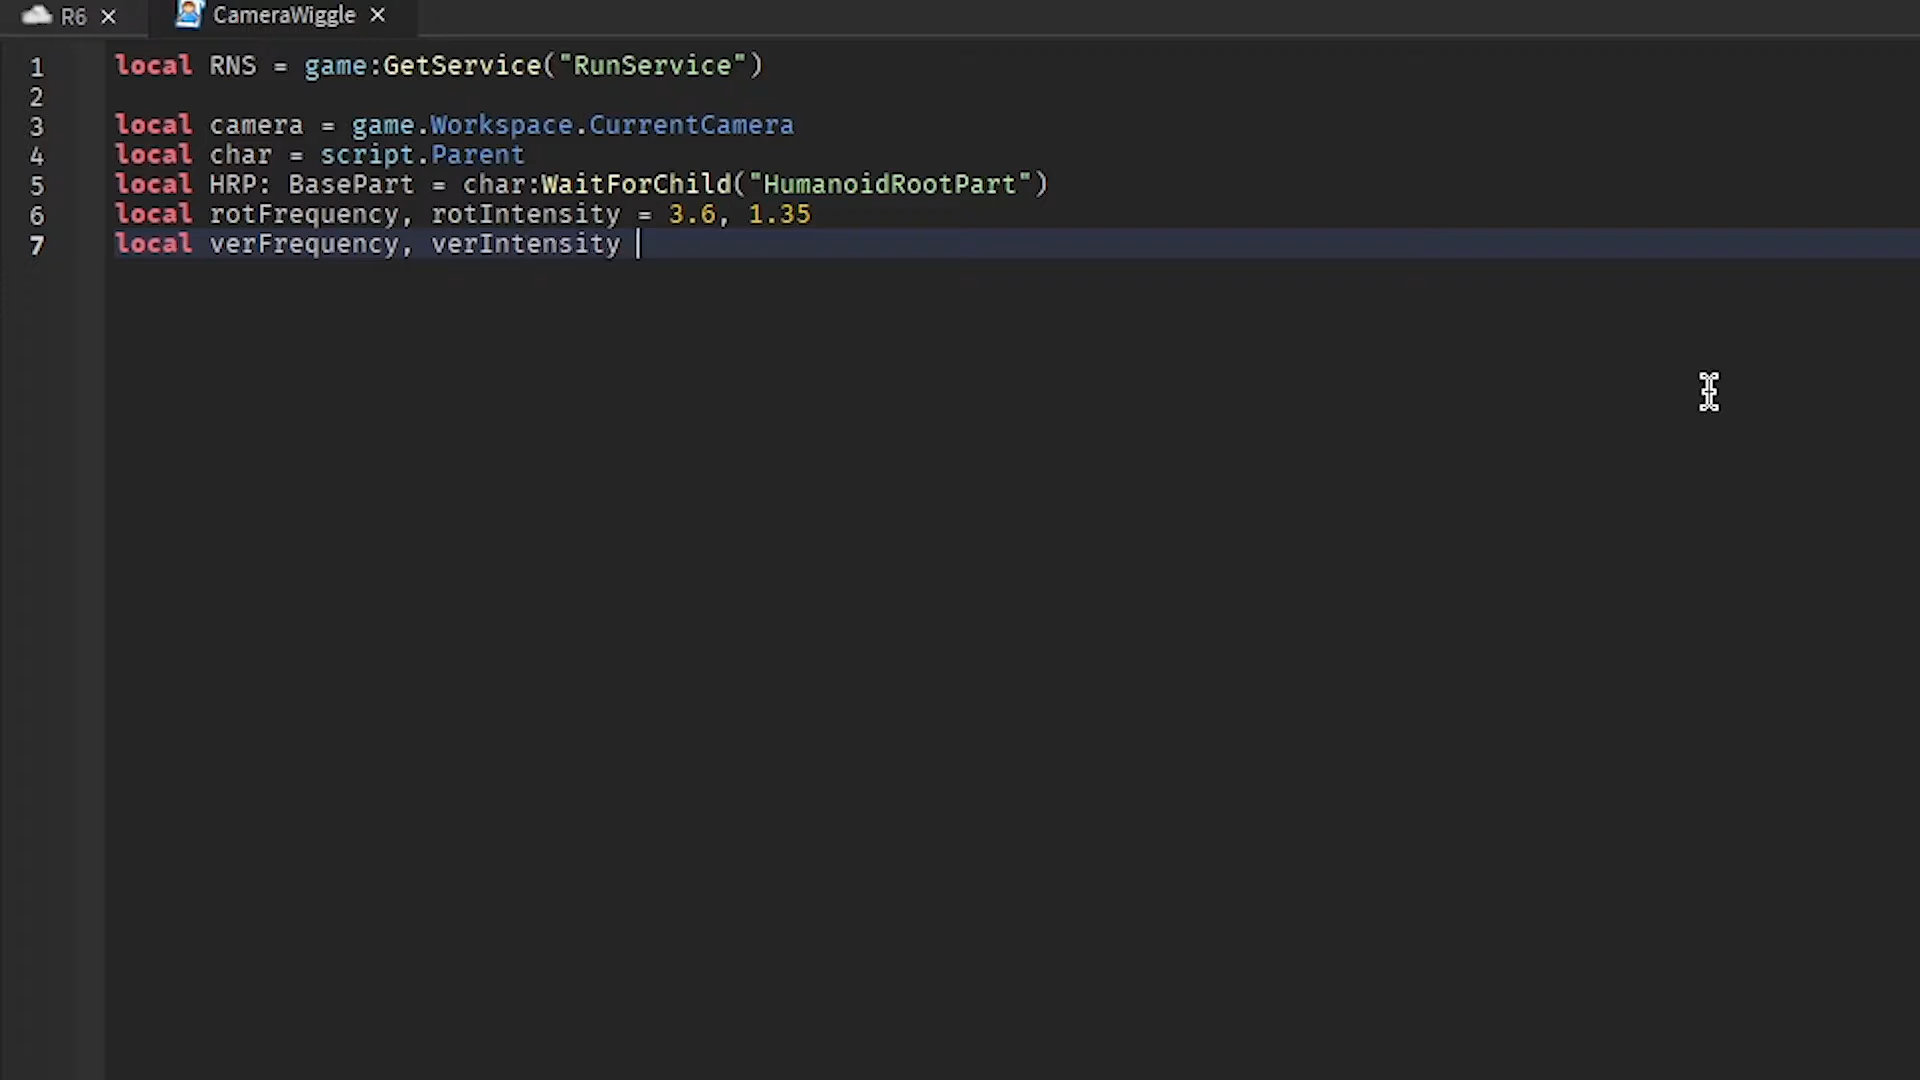 R6 CameraWiggle
1 local RNS = game:GetService("RunService")
2
3 local camera = game.Workspace.CurrentCamera
4 local char = script.Parent
5 local HRP: BasePart = char:WaitForChild("HumanoidRootPart")
6 local rotFrequency, rotIntensity = 3.6, 1.35
7 local verFrequency, verIntensity